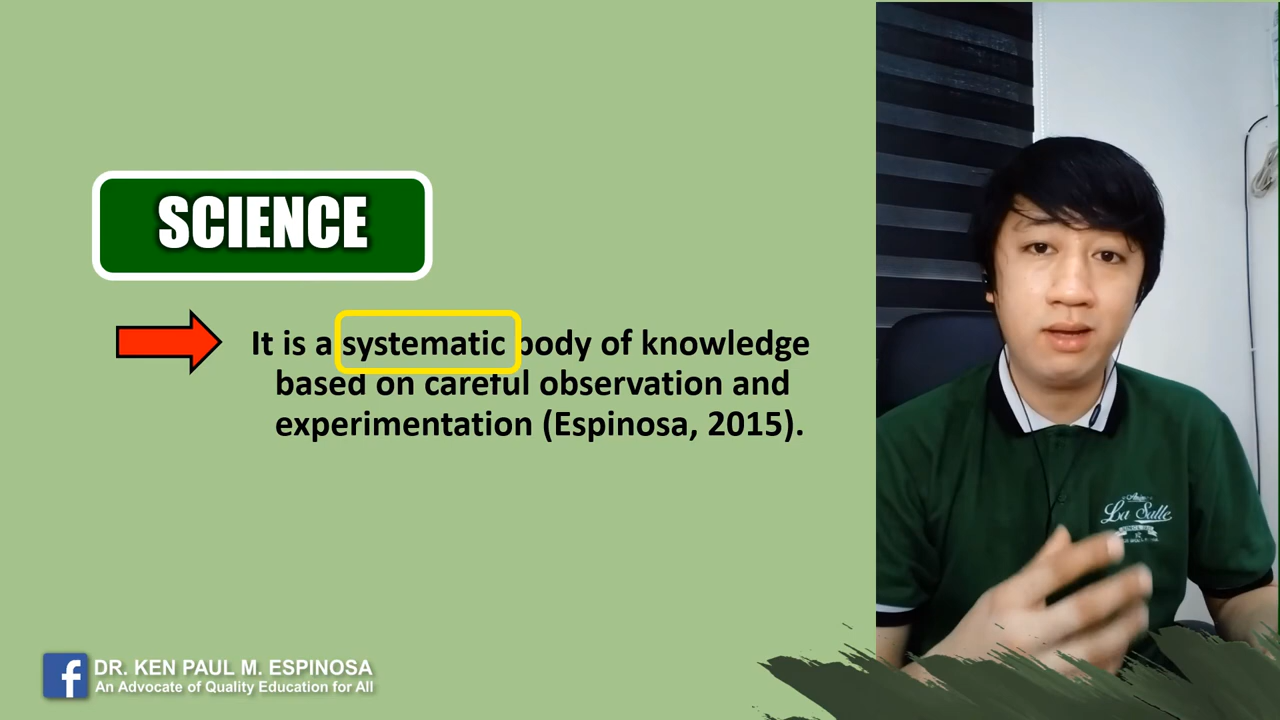 SCIENCE
It is a systematic body of knowledge
based on careful observation and
experimentation (Espinosa, 2015).
La Salle
f DR. KEN PAUL M. ESPINOSA
An Advocate of Quality Education for All